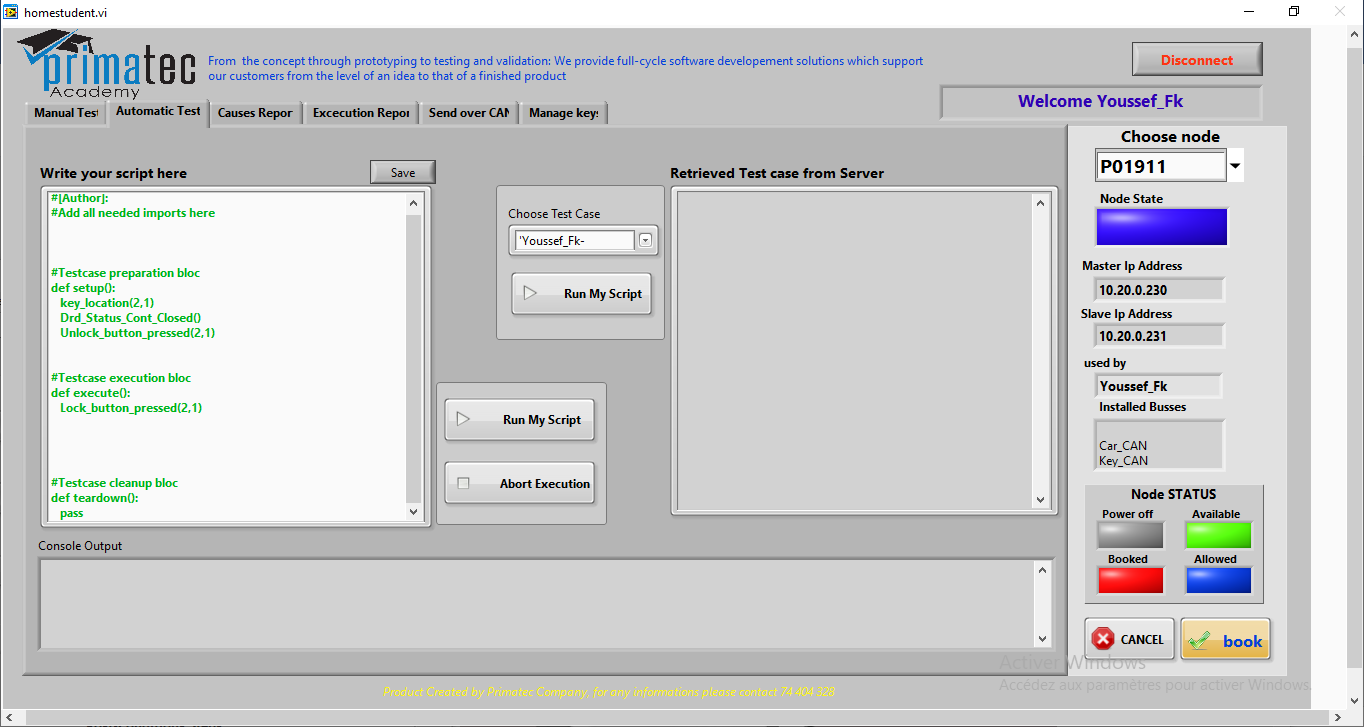 homestudent.vi
primatec
Academy
From the concept through prototyping to testing and validation: We provide full-cycle software developement solutions which support
our customers from the level of an idea to that of a finished product
Disconnect
Welcome Youssef_Fk
Manual Test
Automatic Test
Causes Repor
Excecution Repor
Send over CAN
Manage keys
Write your script here
Save
#[Author]:
#Add all needed imports here
#Testcase preparation bloc
def setup():
key_location(2,1)
Drd_Status_Cont_Closed()
Unlock_button_pressed(2,1)
#Testcase execution bloc
def execute():
Lock_button_pressed(2,1)
#Testcase cleanup bloc
def teardown():
pass
Choose Test Case
'Youssef_Fk-
Run My Script
Run My Script
Abort Execution
Retrieved Test case from Server
Console Output
Choose node
P01911
Node State
Master Ip Address
10.20.0.230
Slave Ip Address
10.20.0.231
used by
Youssef_Fk
Installed Busses
Car_CAN
Key_CAN
Node STATUS
Power off
Available
Booked
Allowed
CANCEL
book
Activer Windows
Accédez aux paramètres pour activer Windows.
Product Created by Primatec Company, for any informations please contact 74 404 328